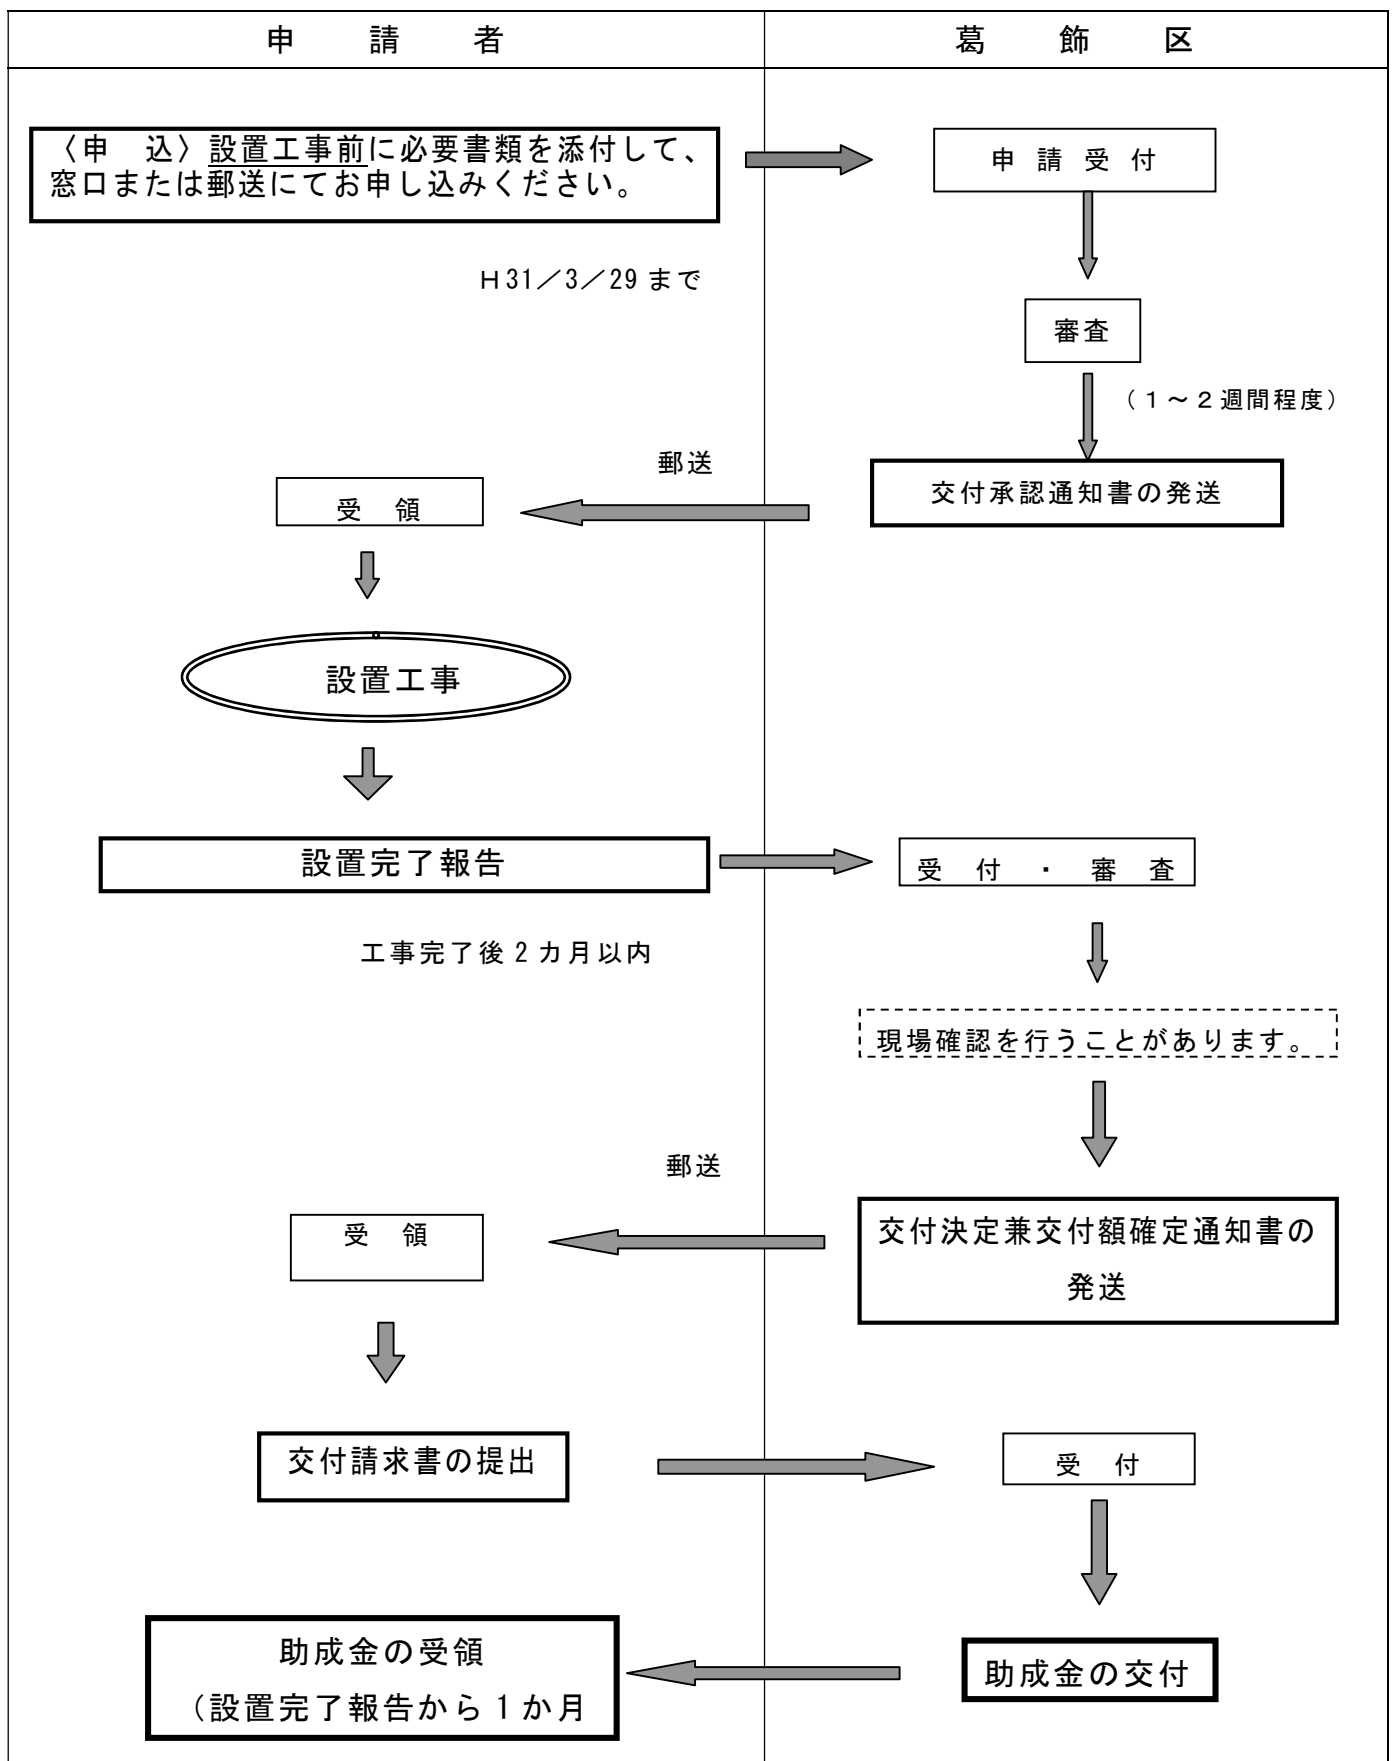 申請者
葛飾区
〈申　込〉設置工事前に必要書類を添付して、
窓口または郵送にてお申し込みください。
申請受付
H31／3／29まで
審査
（１～２週間程度）
郵送
交付承認通知書の発送
受　領
設置工事
設置完了報告
受　付　・　審　査
工事完了後2カ月以内
現場確認を行うことがあります。
郵送
交付決定兼交付額確定通知書の
発送
受　領
交付請求書の提出
受　付
助成金の受領
（設置完了報告から1か月
助成金の交付